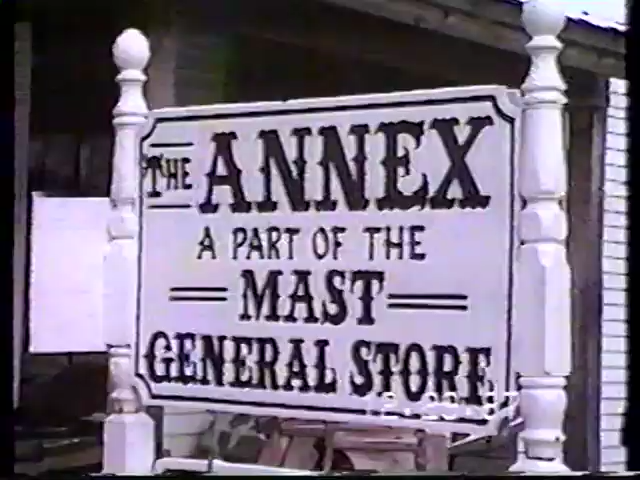 THE ANNEX
A PART OF THE
MAST
GENERAL STORE